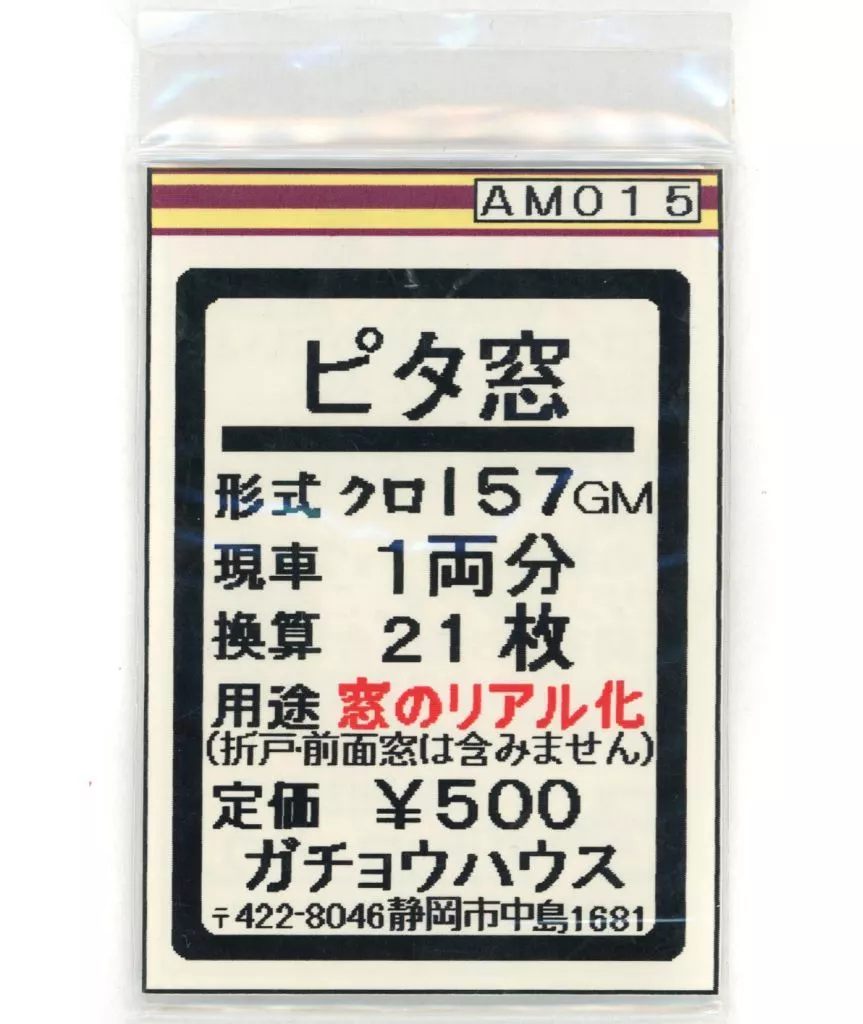 AM015
ピタ窓
形式 クロ157GM
現車 1両分
換算 21枚
用途 窓のリアル化
(折戸・前面窓は含みません)
定価 ¥500
ガチョウハウス
〒422-8046静岡市中島1681